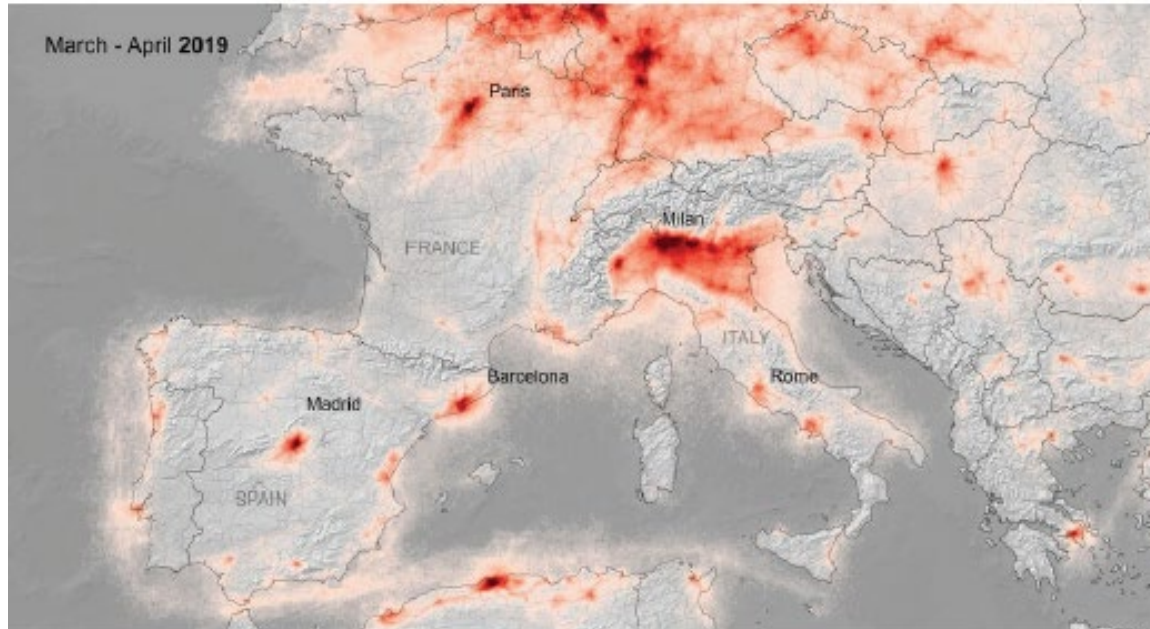 March - April 2019
Paris
Milan
FRANCE
ITALY
Barcelona
Rome
Madrid
SPAIN